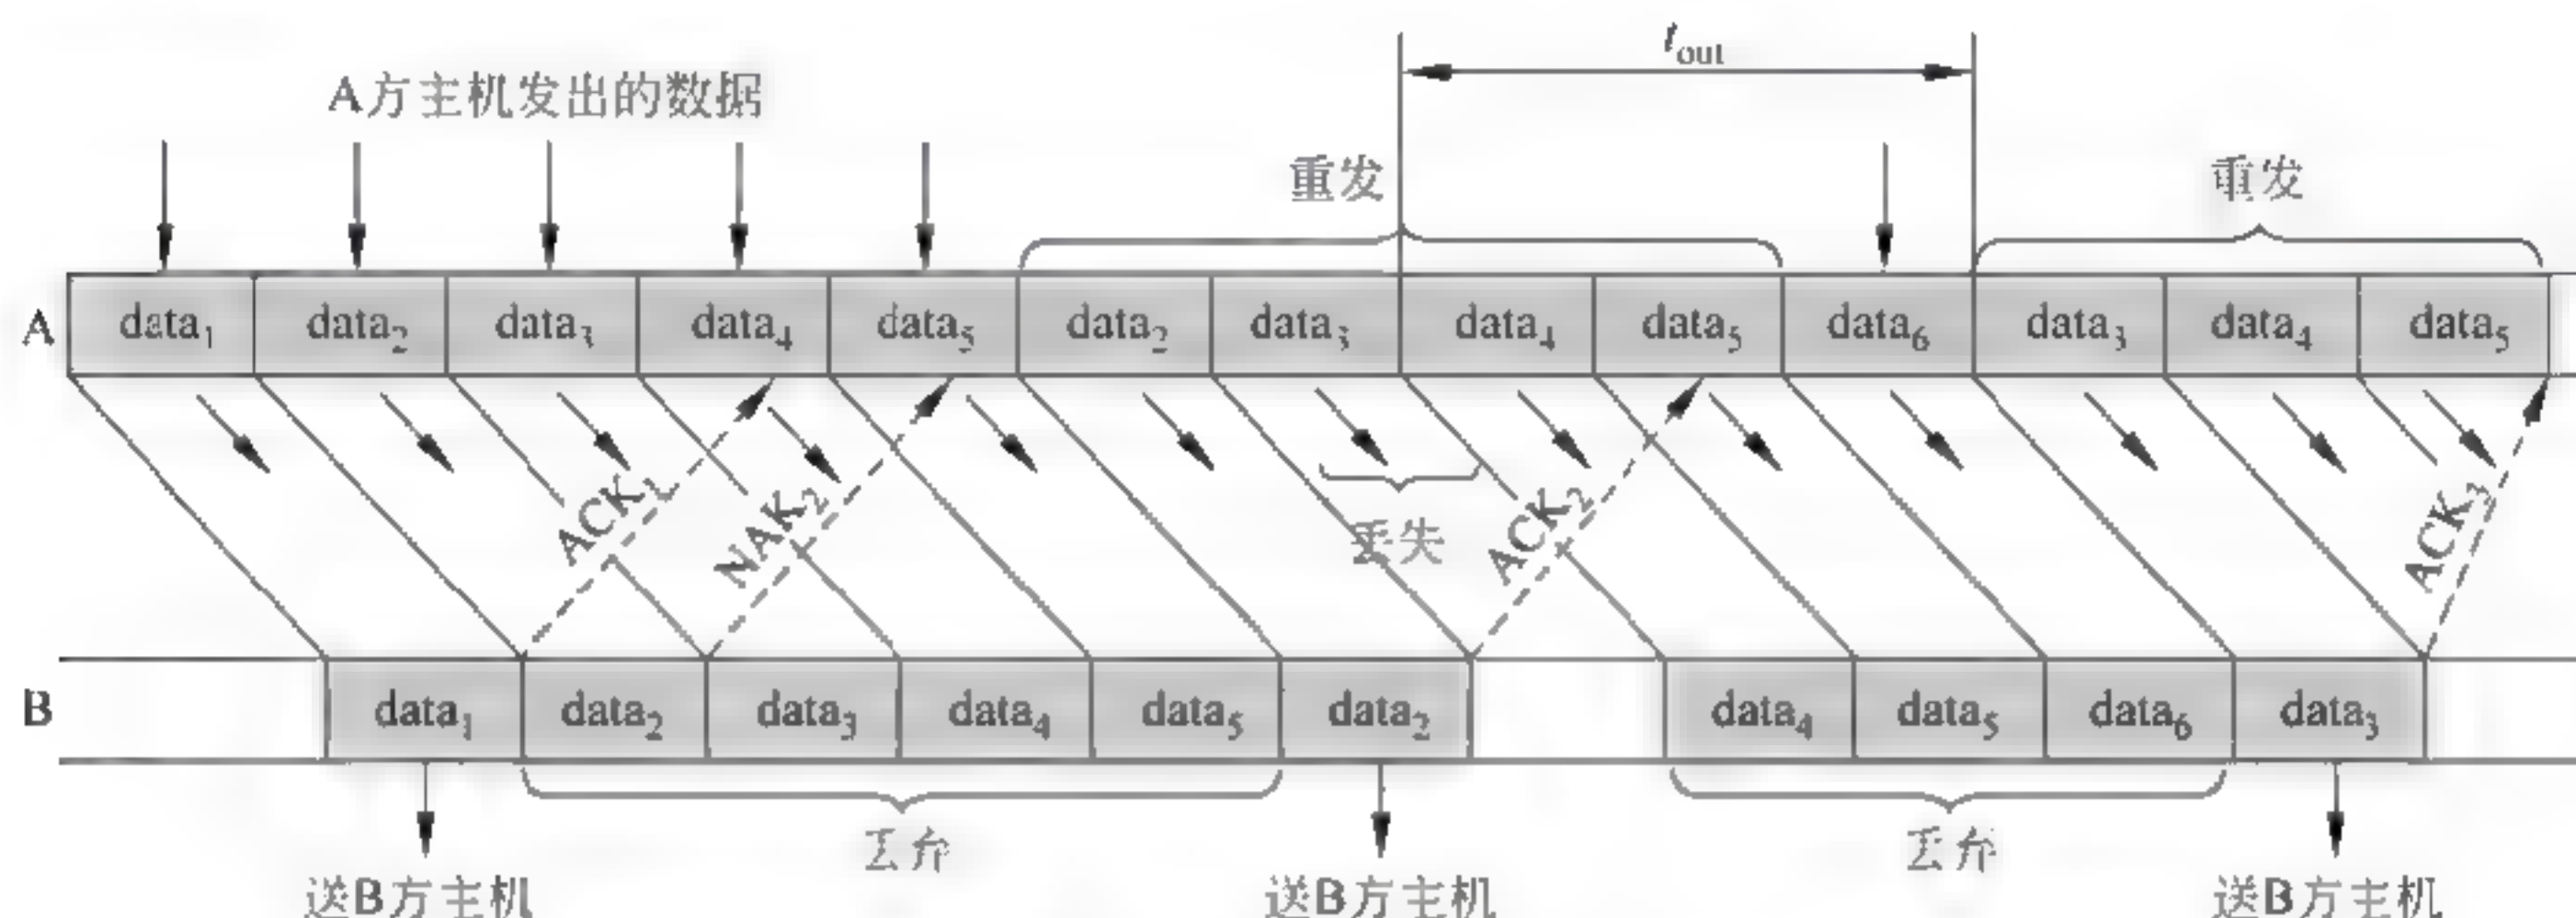 t_out
A方主机发出的数据
重发
重发
A data₁ data₂ data₃ data₄ data₅ data₂ data₃ data₄ data₅ data₆ data₃ data₄ data₅
ACK₁
NAK₂
丢失
ACK₂
ACK₃
B data₁ data₂ data₃ data₄ data₅ data₂ data₄ data₅ data₆ data₃
丢弃
丢弃
送B方主机
送B方主机
送B方主机